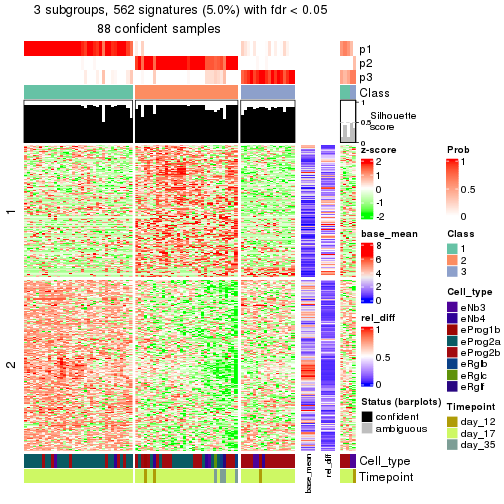 3 subgroups, 562 signatures (5.0%) with fdr < 0.05
88 confident samples
p1
p2
p3
Class
1
0.5
0
Silhouette
score
1
2
z-score
2
1
0
-1
-2
base_mean
8
6
4
2
0
rel_diff
1
0.5
0
Status (barplots)
confident
ambiguous
Prob
1
0.5
0
Class
1
2
3
Cell_type
eNb3
eNb4
eProg1b
eProg2a
eProg2b
eRglb
eRglc
eRglf
Timepoint
day_12
day_17
day_35
Cell_type
Timepoint
base_mean
rel_diff